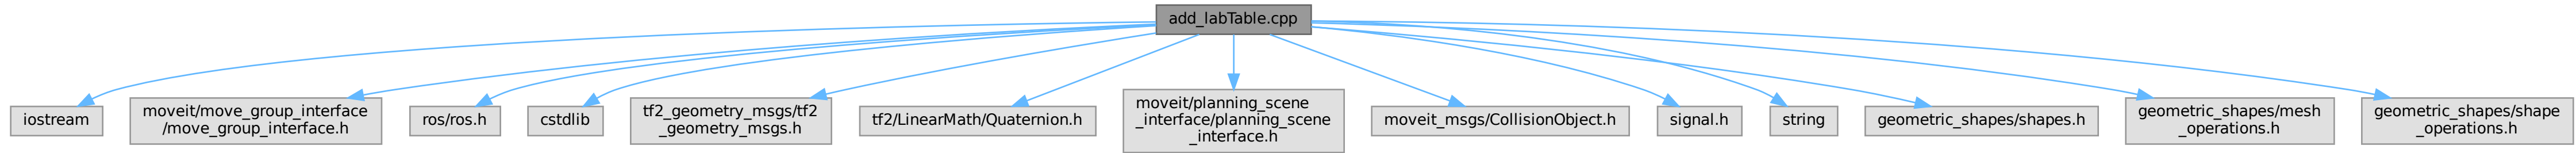 add_labTable.cpp
iostream
moveit/move_group_interface
/move_group_interface.h
ros/ros.h
cstdlib
tf2_geometry_msgs/tf2
_geometry_msgs.h
tf2/LinearMath/Quaternion.h
moveit/planning_scene
_interface/planning_scene
_interface.h
moveit_msgs/CollisionObject.h
signal.h
string
geometric_shapes/shapes.h
geometric_shapes/mesh
_operations.h
geometric_shapes/shape
_operations.h